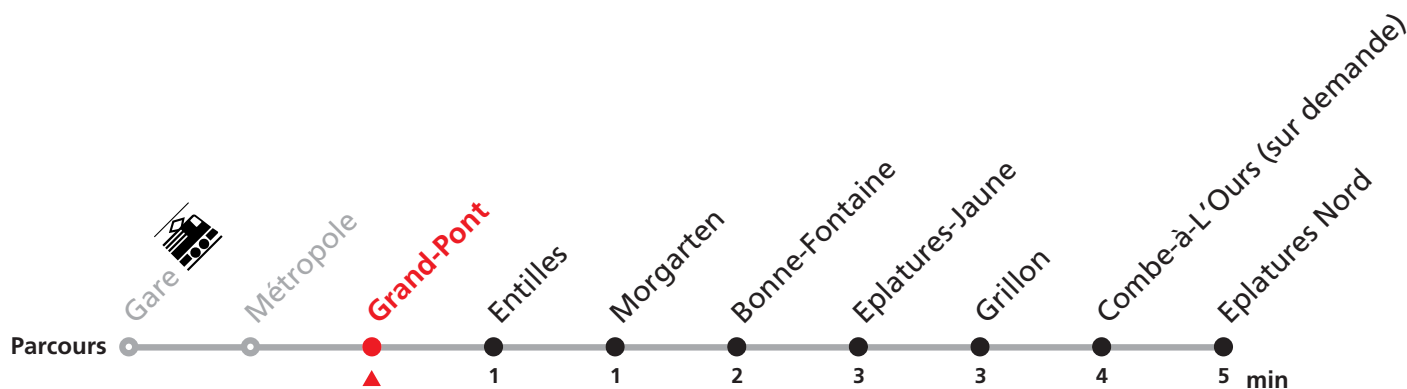 Gare
Métropole
Grand-Pont
Entilles
Morgarten
Bonne-Fontaine
Eplatures-Jaune
Grillon
Combe-à-L'Ours (sur demande)
Eplatures Nord
Parcours
1 1 2 3 3 4 5 min